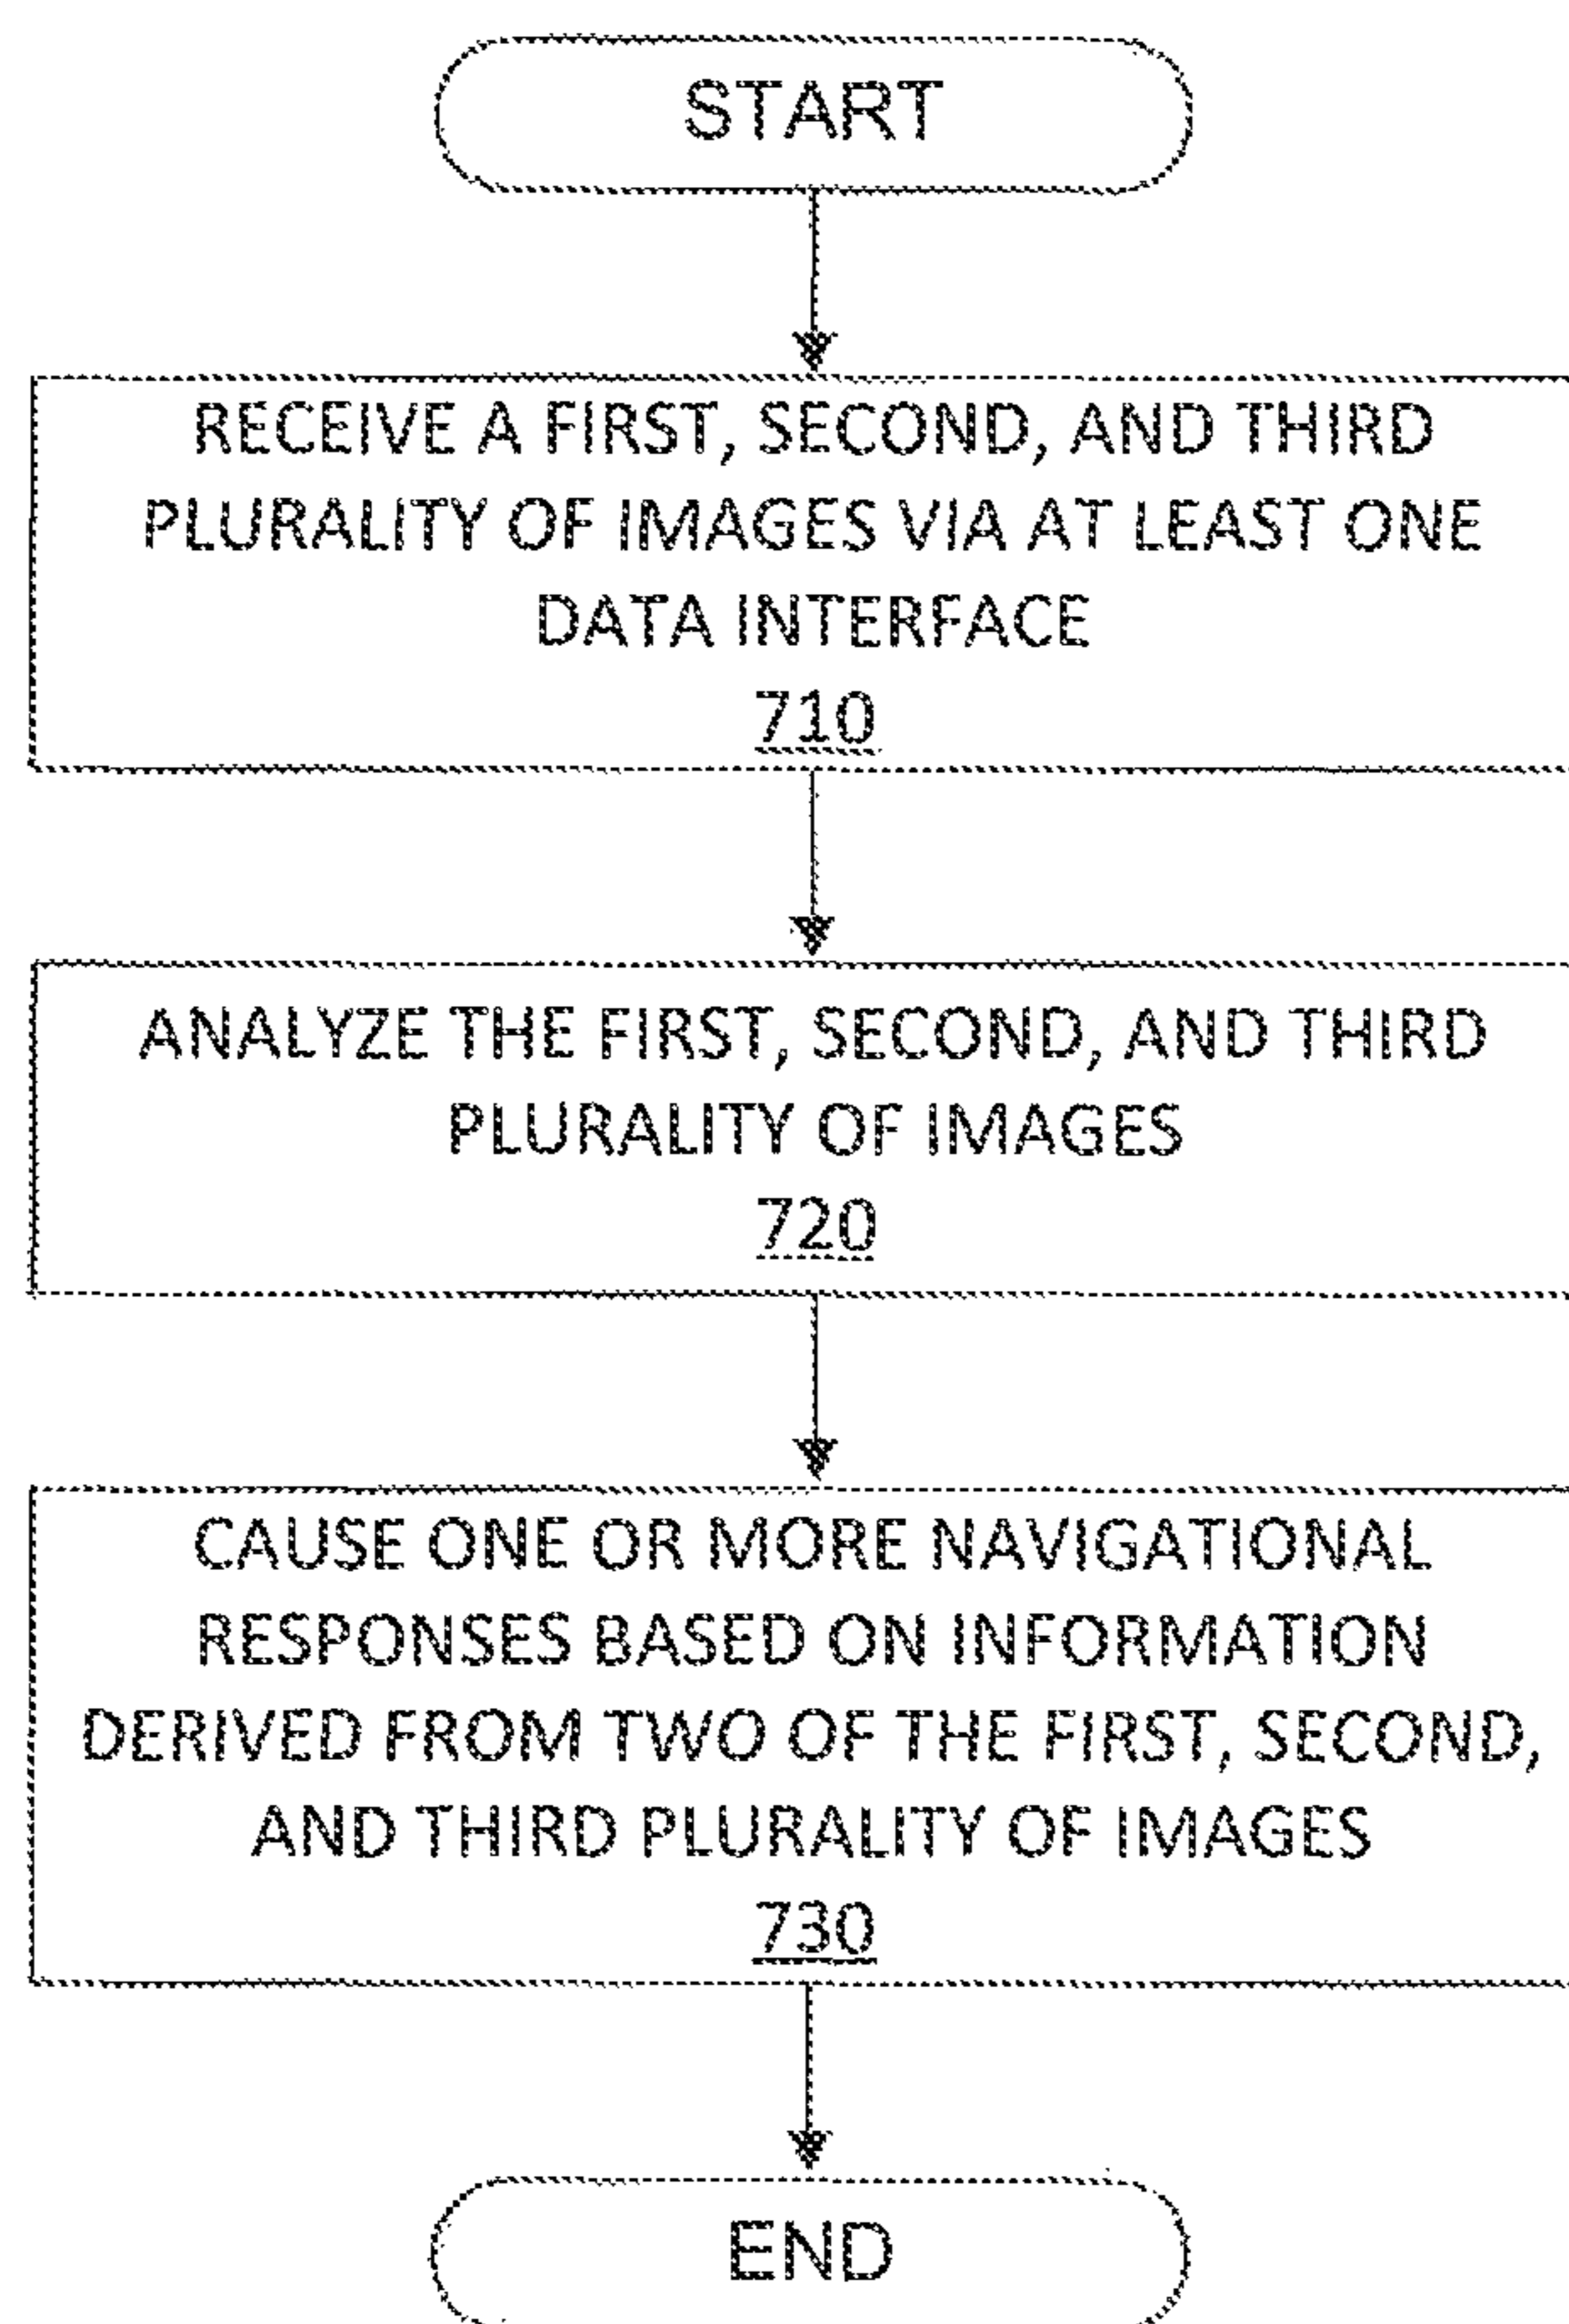 START
RECEIVE A FIRST, SECOND, AND THIRD
PLURALITY OF IMAGES VIA AT LEAST ONE
DATA INTERFACE
710
ANALYZE THE FIRST, SECOND, AND THIRD
PLURALITY OF IMAGES
720
CAUSE ONE OR MORE NAVIGATIONAL
RESPONSES BASED ON INFORMATION
DERIVED FROM TWO OF THE FIRST, SECOND,
AND THIRD PLURALITY OF IMAGES
730
END